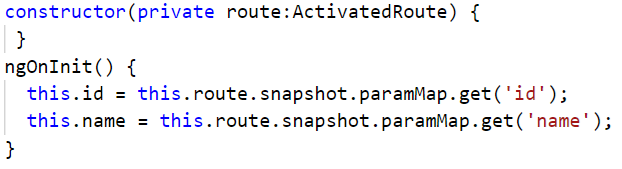 constructor(private route:ActivatedRoute) {
 }
ngOnInit() {
  this.id = this.route.snapshot.paramMap.get('id');
  this.name = this.route.snapshot.paramMap.get('name');
}